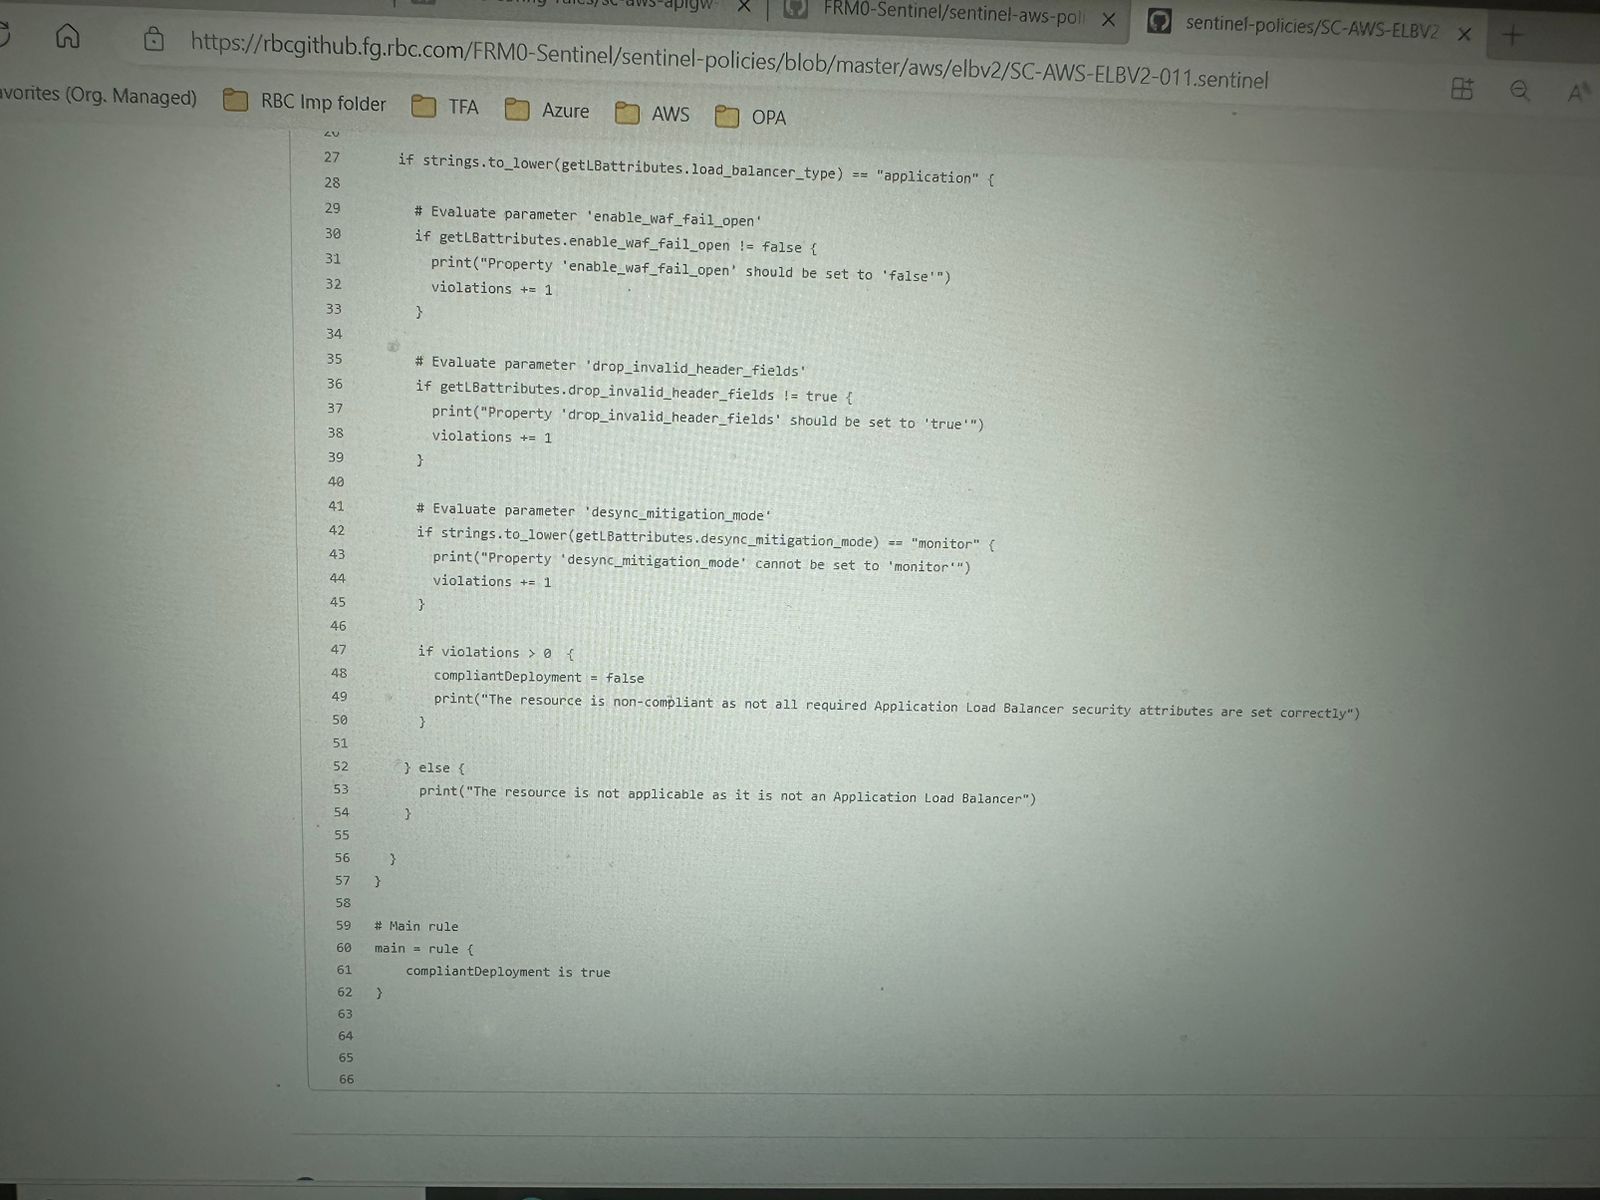 FRM0-Sentinel/sentinel-aws-poli
sentinel-policies/SC-AWS-ELBV2
https://rbcgithub.fg.rbc.com/FRM0-Sentinel/sentinel-policies/blob/master/aws/elbv2/SC-AWS-ELBV2-011.sentinel
avorites (Org. Managed) RBC Imp folder TFA Azure AWS OPA
27 if strings.to_lower(getLBattributes.load_balancer_type) == "application" {
28
29 # Evaluate parameter 'enable_waf_fail_open'
30 if getLBattributes.enable_waf_fail_open != false {
31 print("Property 'enable_waf_fail_open' should be set to 'false'")
32 violations += 1
33 }
34
35 # Evaluate parameter 'drop_invalid_header_fields'
36 if getLBattributes.drop_invalid_header_fields != true {
37 print("Property 'drop_invalid_header_fields' should be set to 'true'")
38 violations += 1
39 }
40
41 # Evaluate parameter 'desync_mitigation_mode'
42 if strings.to_lower(getLBattributes.desync_mitigation_mode) == "monitor" {
43 print("Property 'desync_mitigation_mode' cannot be set to 'monitor'")
44 violations += 1
45 }
46
47 if violations > 0 {
48 compliantDeployment = false
49 print("The resource is non-compliant as not all required Application Load Balancer security attributes are set correctly")
50 }
51
52 } else {
53 print("The resource is not applicable as it is not an Application Load Balancer")
54 }
55
56 }
57 }
58
59 # Main rule
60 main = rule {
61 compliantDeployment is true
62 }
63
64
65
66